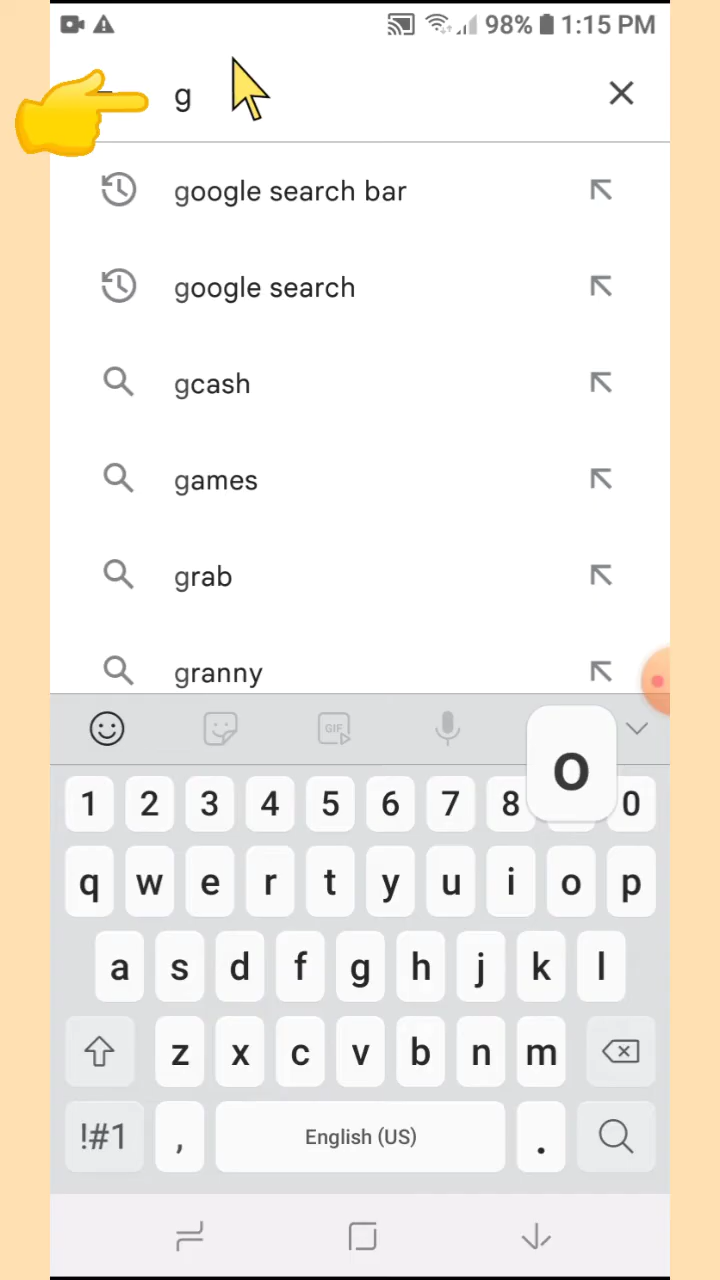 98% 1:15 PM
g
google search bar
google search
gcash
games
grab
granny
GIF
o
1 2 3 4 5 6 7 8 0
q w e r t y u i o p
a s d f g h j k l
z x c v b n m
!#1 , English (US) .